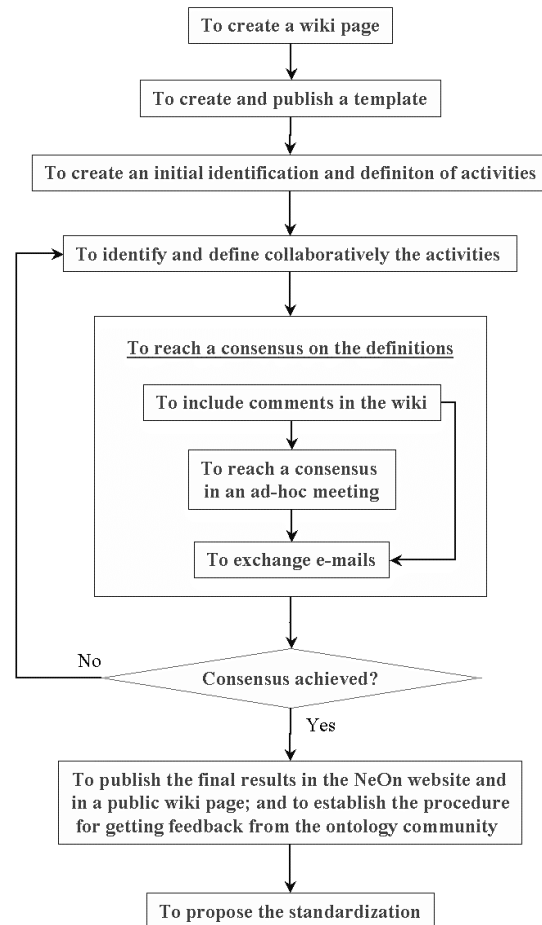 To create a wiki page
To create and publish a template
To create an initial identification and definiton of activities
To identify and define collaboratively the activities
To reach a consensus on the definitions
To include comments in the wiki
To reach a consensus
in an ad-hoc meeting
To exchange e-mails
No
Consensus achieved?
Yes
To publish the final results in the NeOn website and
in a public wiki page; and to establish the procedure
for getting feedback from the ontology community
To propose the standardization